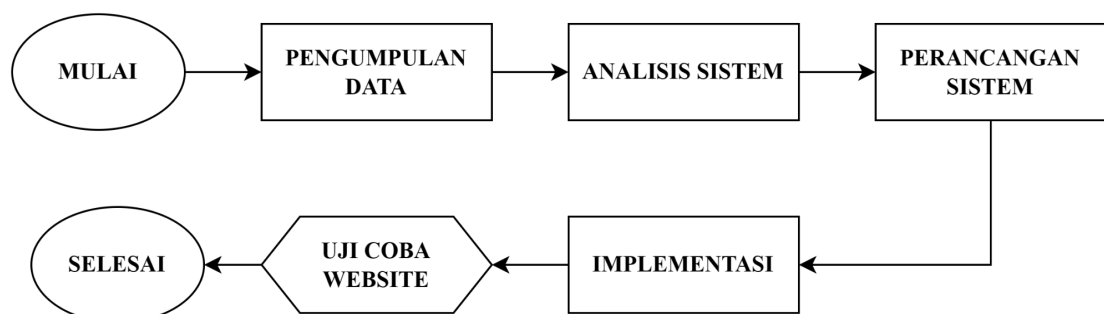 MULAI
PENGUMPULAN
DATA
ANALISIS SISTEM
PERANCANGAN
SISTEM
IMPLEMENTASI
UJI COBA
WEBSITE
SELESAI